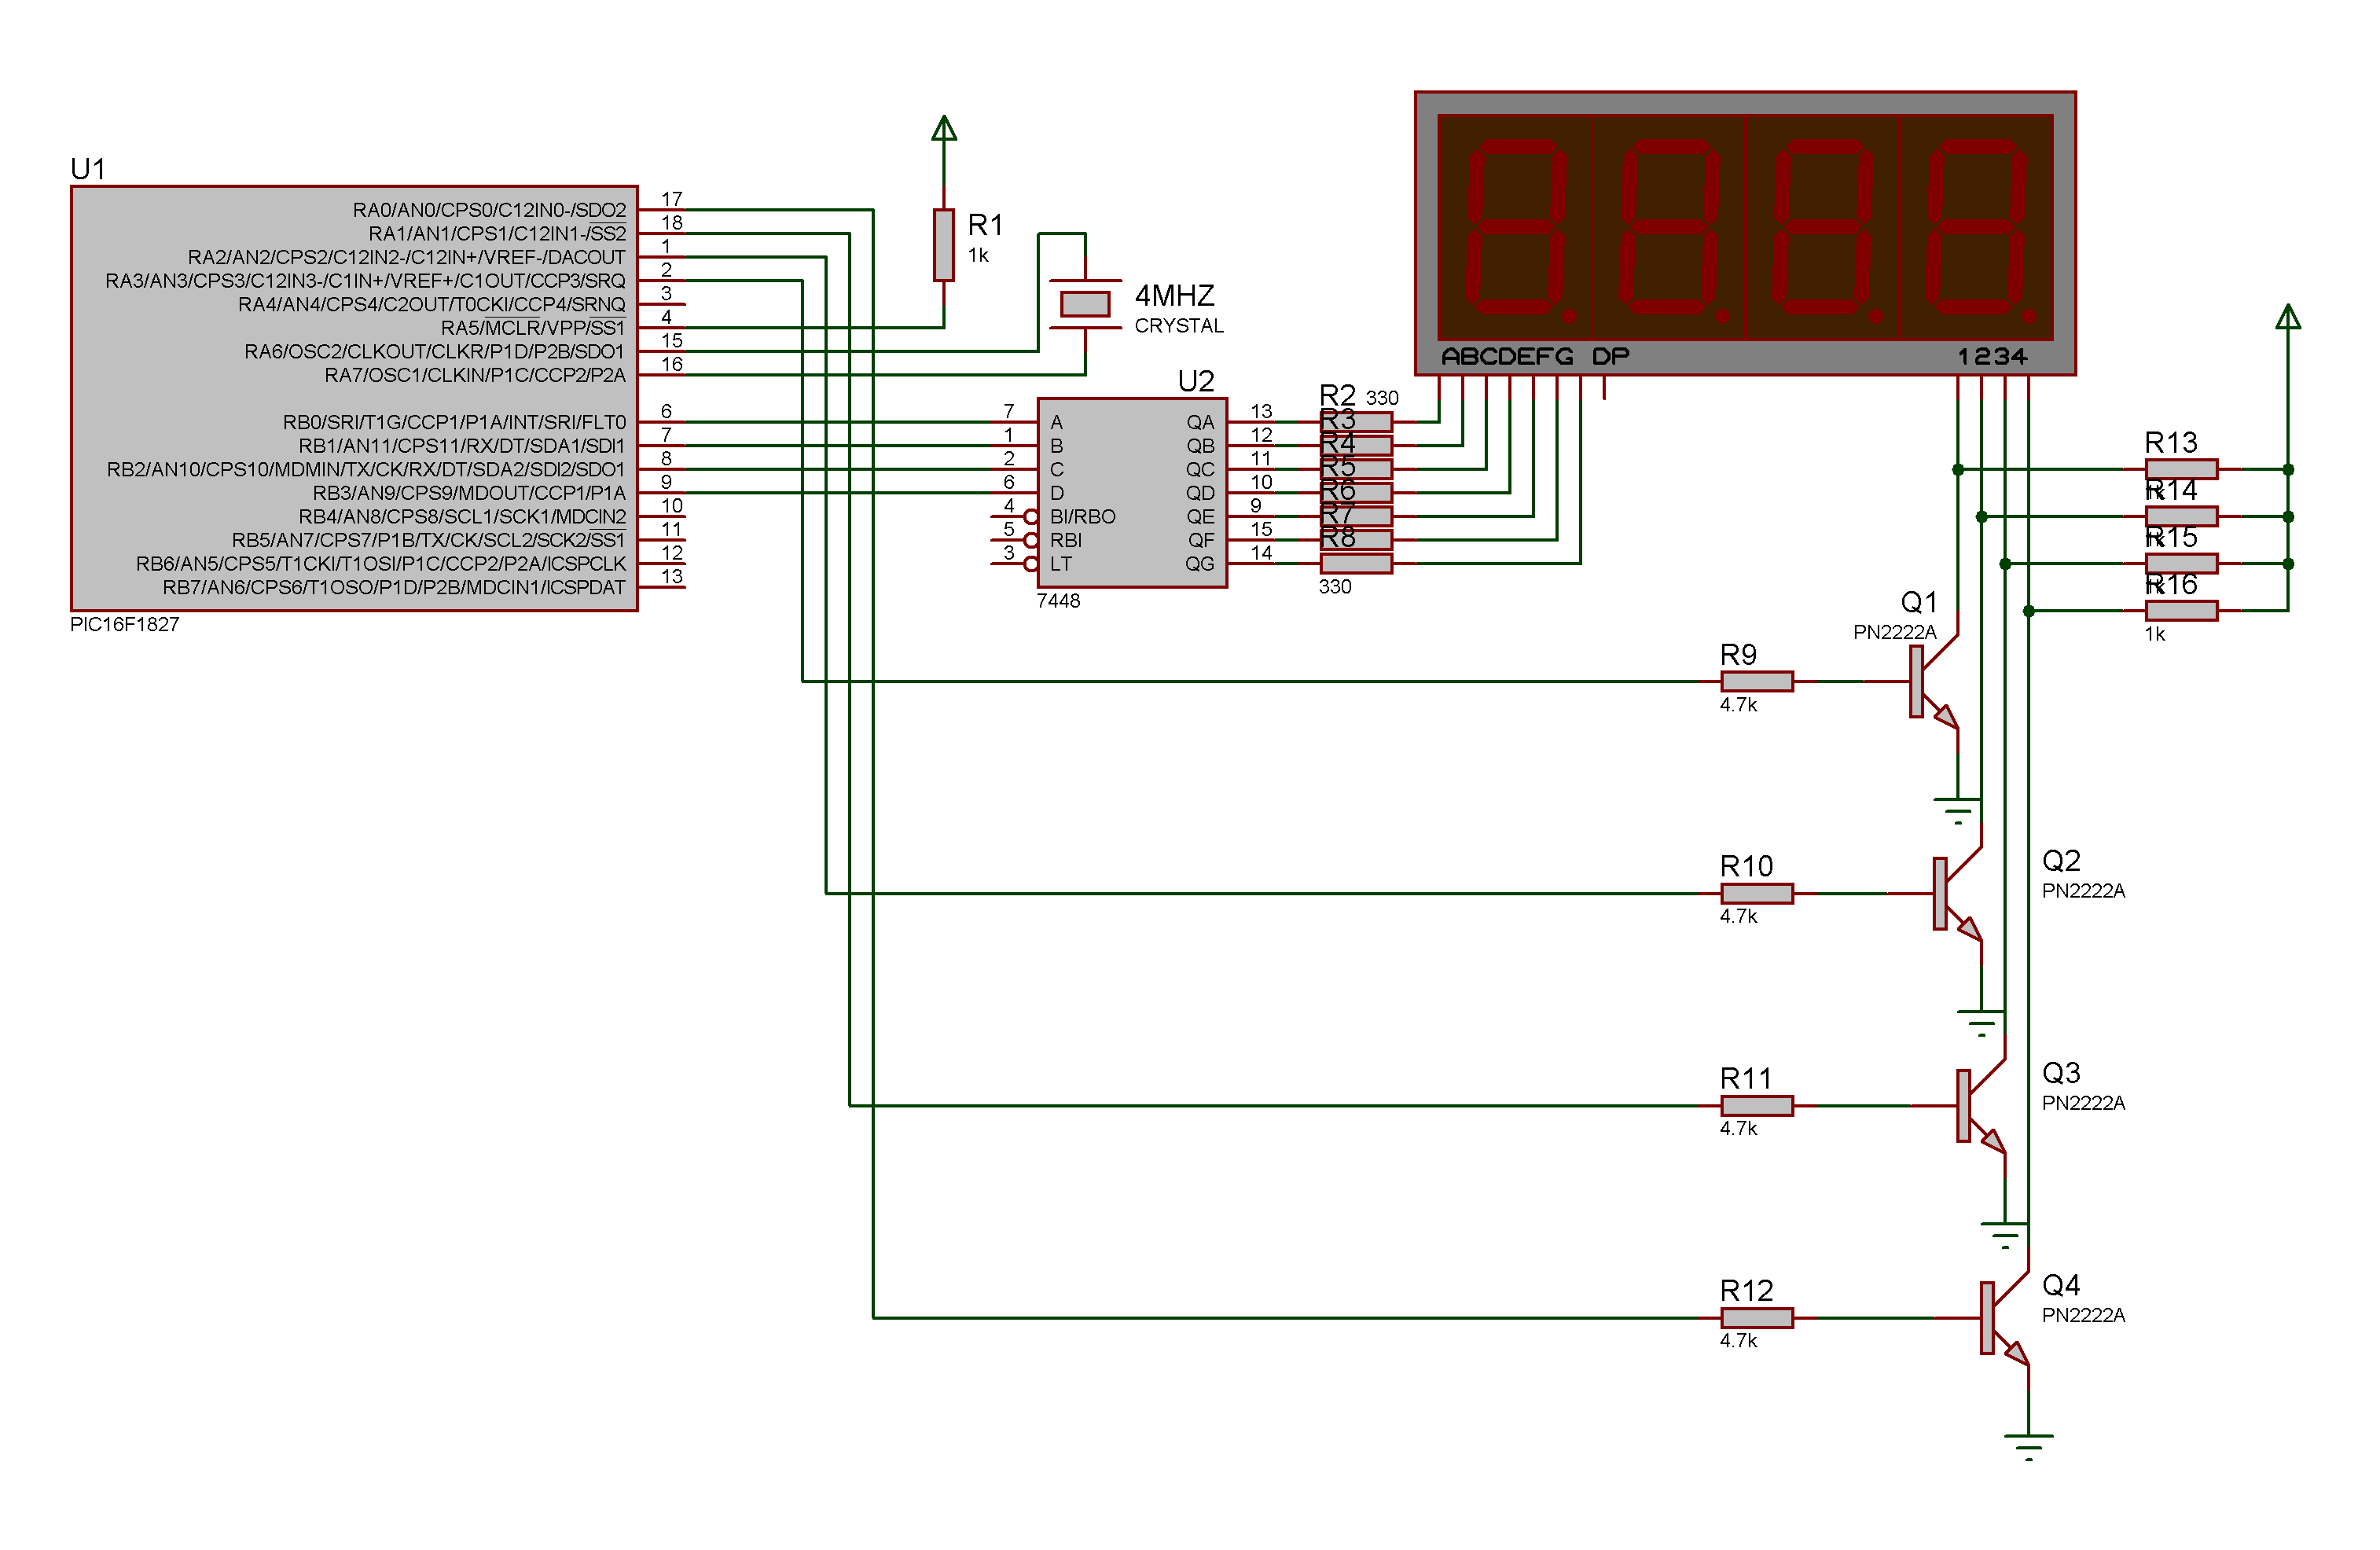 U1
RA0/AN0/CPS0/C12IN0-/SDO2 17
RA1/AN1/CPS1/C12IN1-/SS2 18
RA2/AN2/CPS2/C12IN2-/C12IN+/VREF-/DACOUT 1
RA3/AN3/CPS3/C12IN3-/C1IN+/VREF+/C1OUT/CCP3/SRQ 2
RA4/AN4/CPS4/C2OUT/T0CKI/CCP4/SRNQ 3
RA5/MCLR/VPP/SS1 4
RA6/OSC2/CLKOUT/CLKR/P1D/P2B/SDO1 15
RA7/OSC1/CLKIN/P1C/CCP2/P2A 16
RB0/SRI/T1G/CCP1/P1A/INT/SRI/FLT0 6
RB1/AN11/CPS11/RX/DT/SDA1/SDI1 7
RB2/AN10/CPS10/MDMIN/TX/CK/RX/DT/SDA2/SDI2/SDO1 8
RB3/AN9/CPS9/MDOUT/CCP1/P1A 9
RB4/AN8/CPS8/SCL1/SCK1/MDCIN2 10
RB5/AN7/CPS7/P1B/TX/CK/SCL2/SCK2/SS1 11
RB6/AN5/CPS5/T1CKI/T1OSI/P1C/CCP2/P2A/ICSPCLK 12
RB7/AN6/CPS6/T1OSO/P1D/P2B/MDCIN1/ICSPDAT 13
PIC16F1827
R1
1k
4MHZ
CRYSTAL
U2
7 A QA 13
1 B QB 12
2 C QC 11
6 D QD 10
4 BI/RBO QE 9
5 RBI QF 15
3 LT QG 14
7448
R2 330
R3
R4
R5
R6
R7
R8
330
ABCDEFG DP
1234
R13
R14
R15
R16
1k
Q1
PN2222A
R9
4.7k
R10
4.7k
Q2
PN2222A
R11
4.7k
Q3
PN2222A
R12
4.7k
Q4
PN2222A